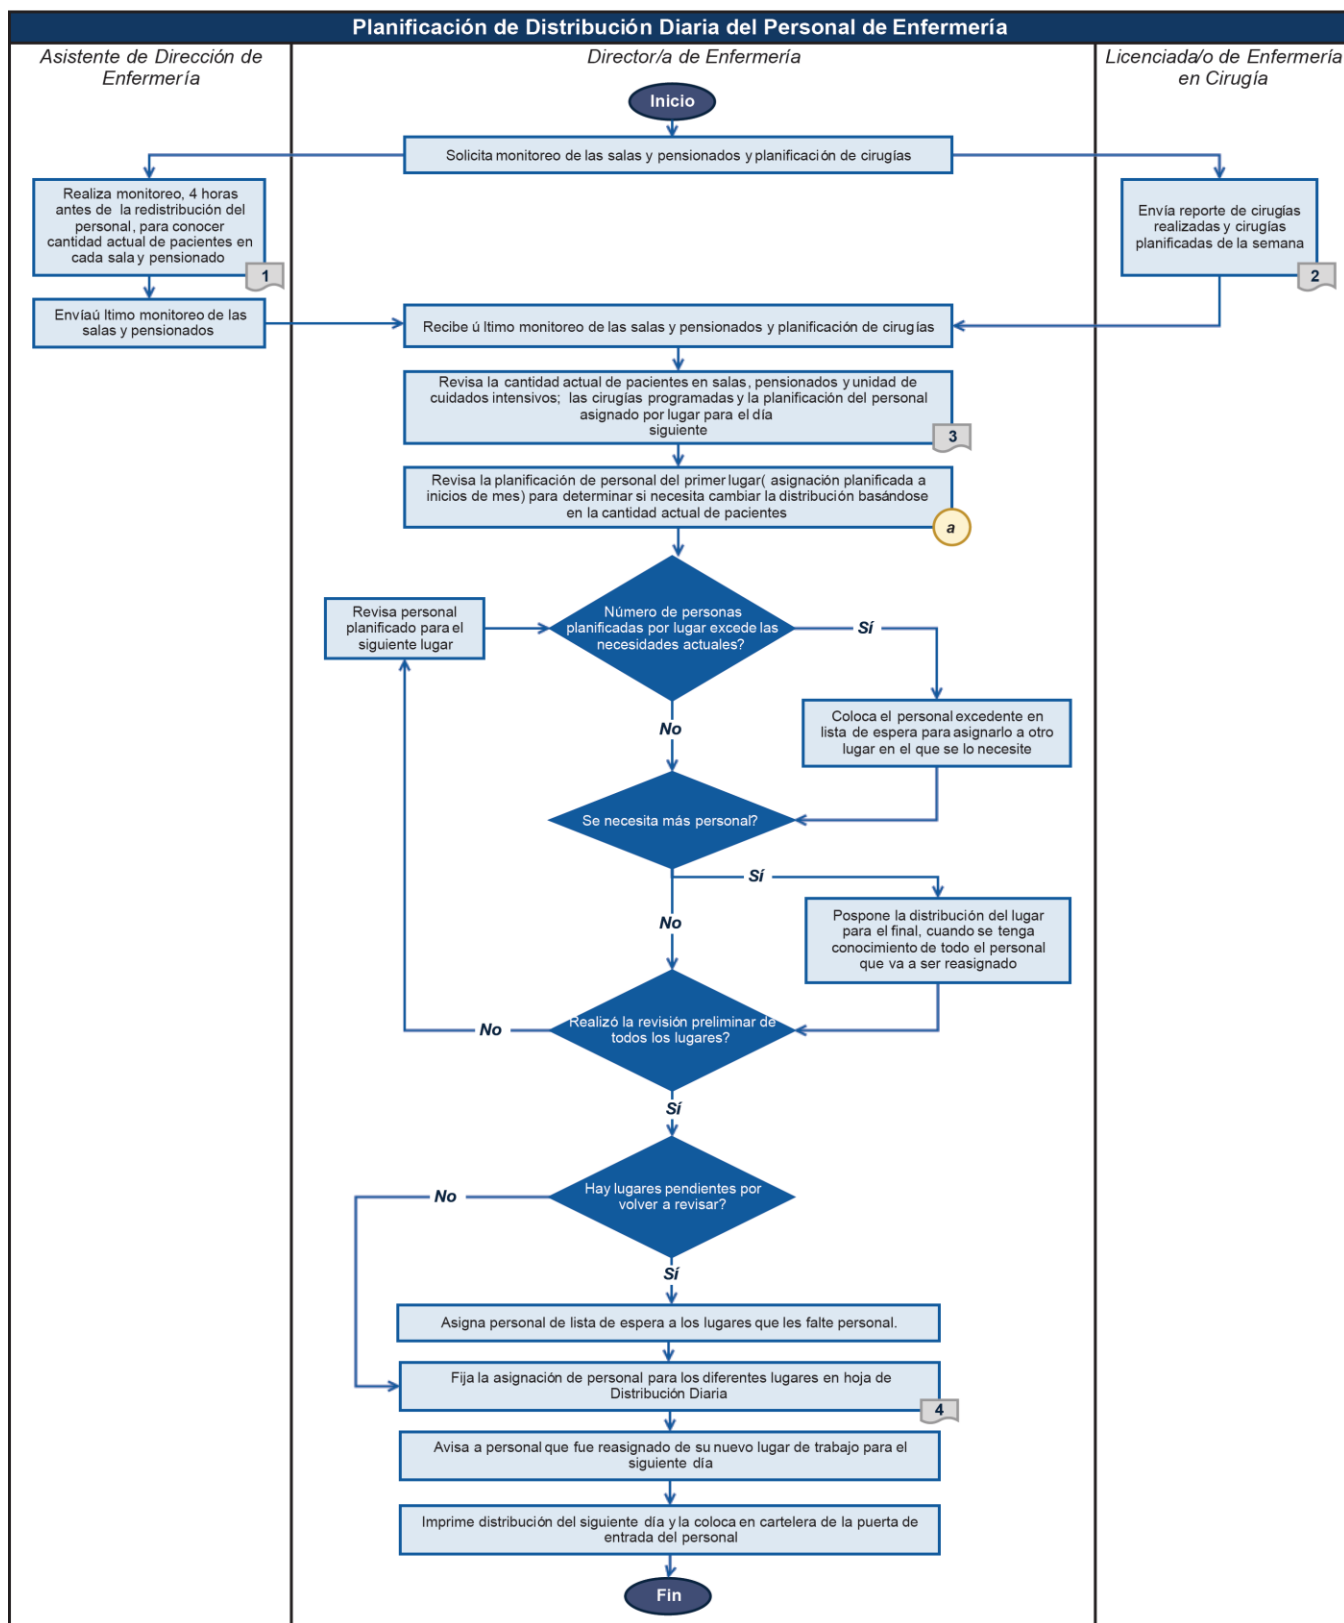 Planificación de Distribución Diaria del Personal de Enfermería
Asistente de Dirección de
Enfermería
Director/a de Enfermería
Licenciada/o de Enfermería
en Cirugía
Inicio
Solicita monitoreo de las salas y pensionados y planificación de cirugías
Realiza monitoreo, 4 horas
antes de la redistribución del
personal, para conocer
cantidad actual de pacientes en
cada sala y pensionado
1
Envía reporte de cirugías
realizadas y cirugías
planificadas de la semana
2
Envíaú ltimo monitoreo de las
salas y pensionados
Recibe ú ltimo monitoreo de las salas y pensionados y planificación de cirugías
Revisa la cantidad actual de pacientes en salas, pensionados y unidad de
cuidados intensivos; las cirugías programadas y la planificación del personal
asignado por lugar para el día
siguiente
3
Revisa la planificación de personal del primer lugar( asignación planificada a
inicios de mes) para determinar si necesita cambiar la distribución basándose
en la cantidad actual de pacientes
a
Revisa personal
planificado para el
siguiente lugar
Número de personas
planificadas por lugar excede las
necesidades actuales?
Sí
Coloca el personal excedente en
lista de espera para asignarlo a otro
lugar en el que se lo necesite
No
Se necesita más personal?
Sí
No
Pospone la distribución del lugar
para el final, cuando se tenga
conocimiento de todo el personal
que va a ser reasignado
Realizó la revisión preliminar de
todos los lugares?
No
Sí
Hay lugares pendientes por
volver a revisar?
No
Sí
Asigna personal de lista de espera a los lugares que les falte personal.
Fija la asignación de personal para los diferentes lugares en hoja de
Distribución Diaria
4
Avisa a personal que fue reasignado de su nuevo lugar de trabajo para el
siguiente día
Imprime distribución del siguiente día y la coloca en cartelera de la puerta de
entrada del personal
Fin